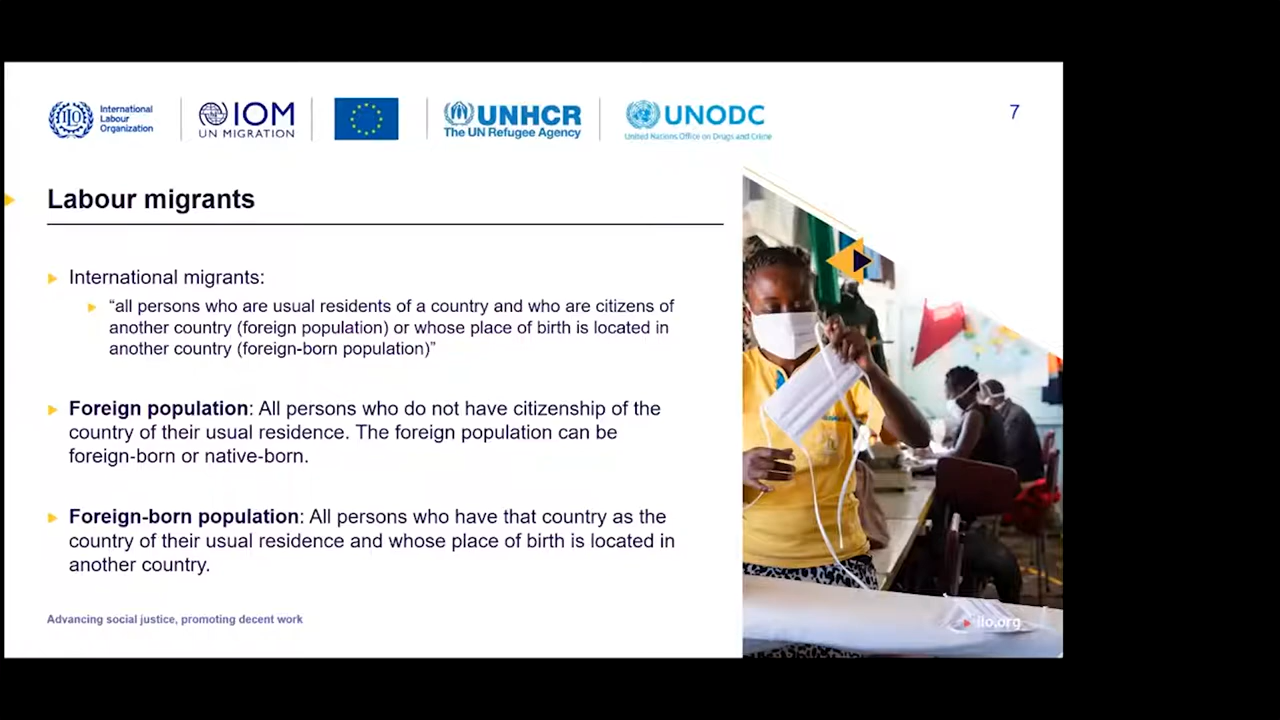 International
Labour
Organization
IOM
UN MIGRATION
UNHCR
The UN Refugee Agency
UNODC
United Nations Office on Drugs and Crime
7
Labour migrants
International migrants:
“all persons who are usual residents of a country and who are citizens of
another country (foreign population) or whose place of birth is located in
another country (foreign-born population)”
Foreign population: All persons who do not have citizenship of the
country of their usual residence. The foreign population can be
foreign-born or native-born.
Foreign-born population: All persons who have that country as the
country of their usual residence and whose place of birth is located in
another country.
Advancing social justice, promoting decent work
ilo.org